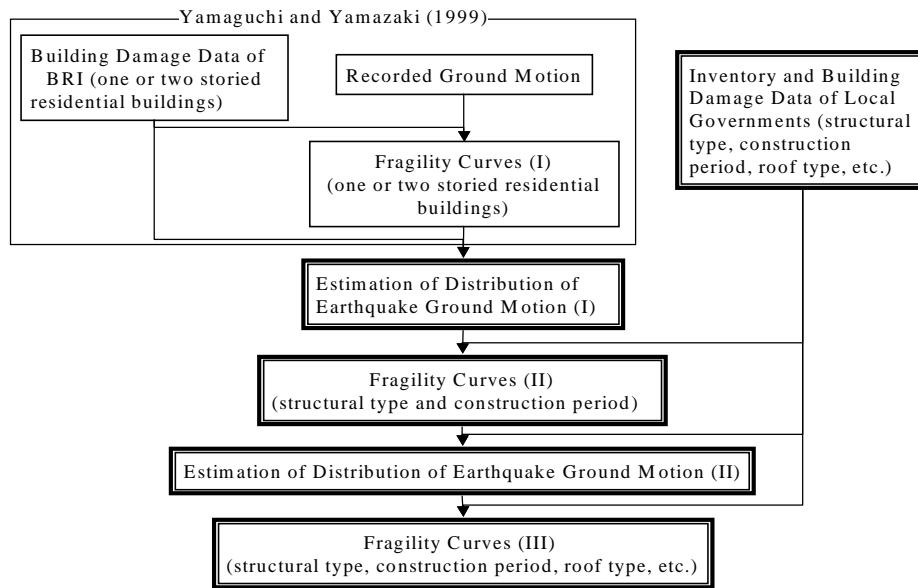 Yamaguchi and Yamazaki (1999)
Building Damage Data of
BRI (one or two storied
residential buildings)
Recorded Ground Motion
Inventory and Building
Damage Data of Local
Governments (structural
type, construction
period, roof type, etc.)
Fragility Curves (I)
(one or two storied residential
buildings)
Estimation of Distribution of
Earthquake Ground Motion (I)
Fragility Curves (II)
(structural type and construction period)
Estimation of Distribution of Earthquake Ground Motion (II)
Fragility Curves (III)
(structural type, construction period, roof type, etc.)